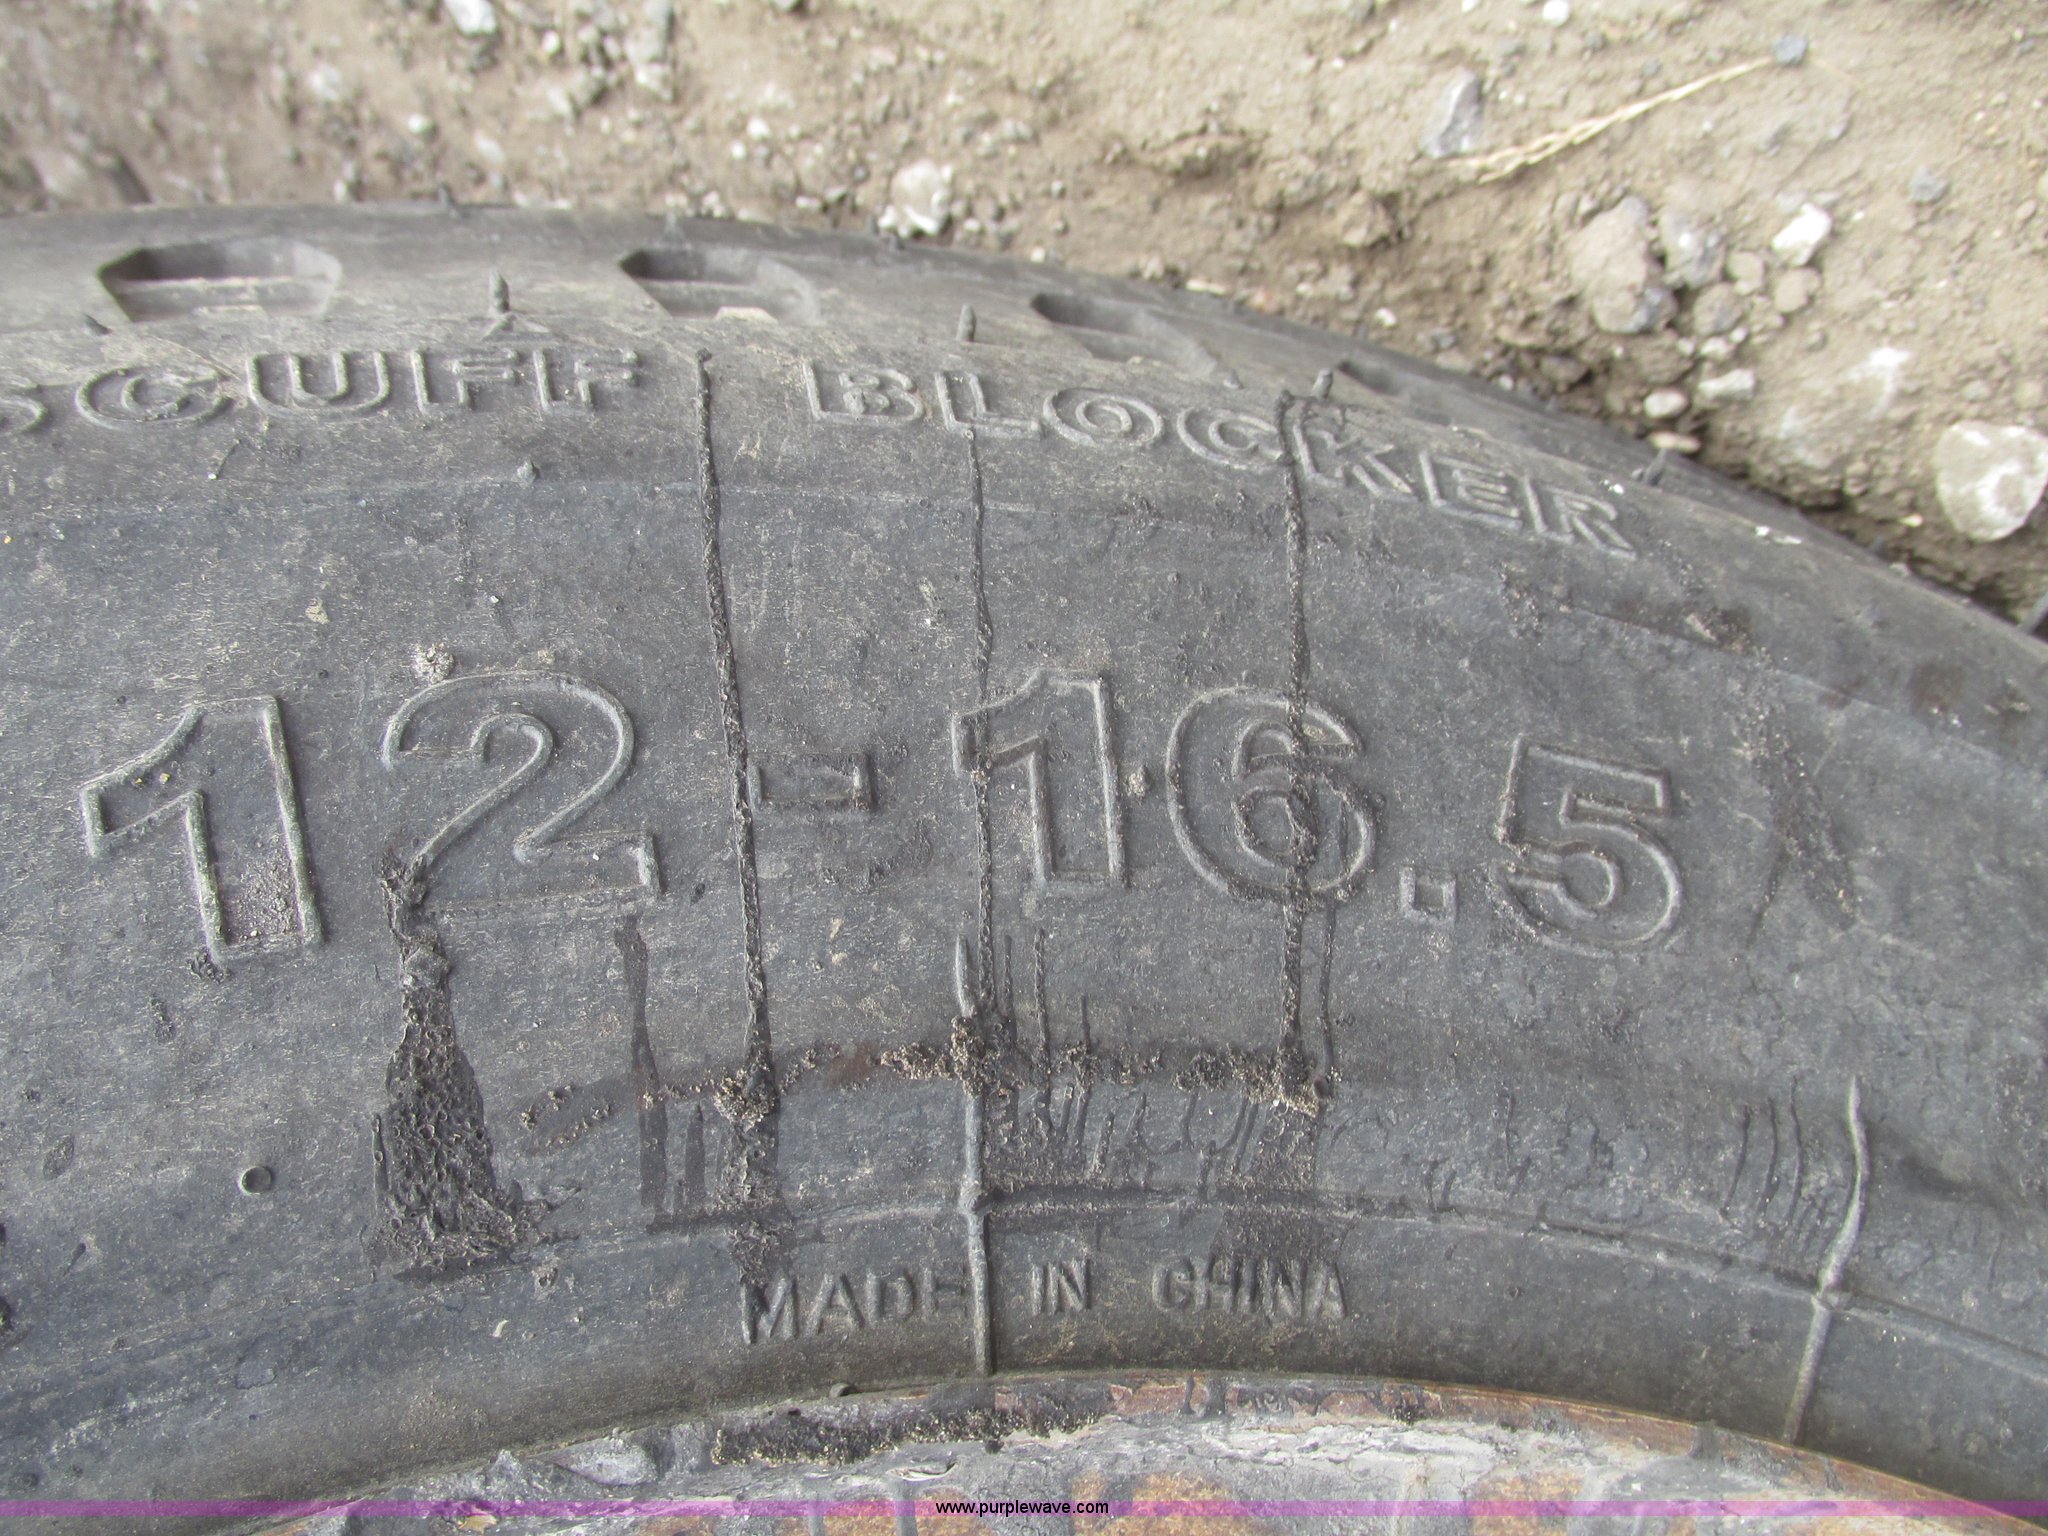 SCUFF BLOCKER
12-16.5
MADE IN CHINA
www.purplewave.com